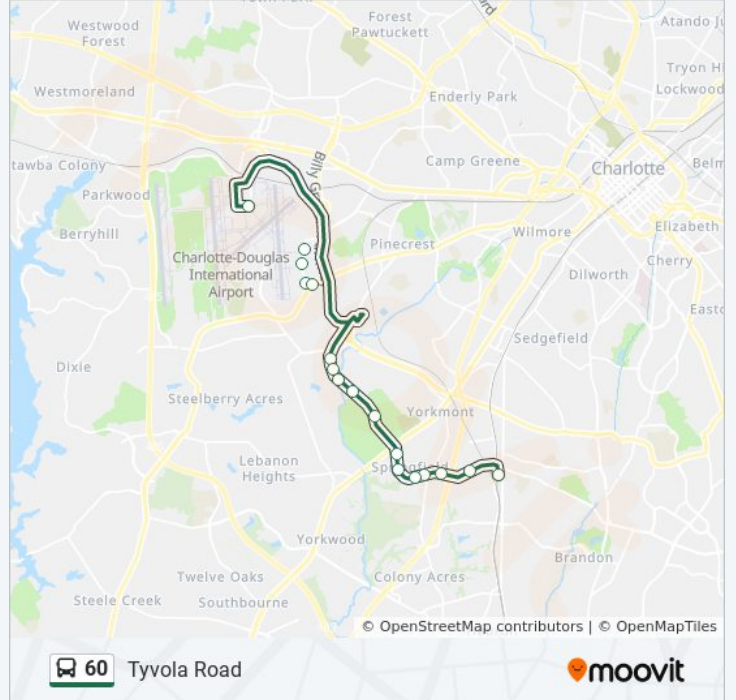 Westwood
Forest
Forest
Pawtuckett
Atando Ju
Tryon Hi
Lockwood
Westmoreland
Enderly Park
tawba Colony
Billy G
Camp Greene
Charlotte
Belm
Parkwood
Berryhill
Pinecrest
Wilmore
Elizabeth
Cherry
Charlotte-Douglas
International
Airport
Dilworth
Easto
Sedgefield
Dixie
Steelberry Acres
Yorkmont
Lebanon
Heights
Springfield
Yorkwood
Brandon
Twelve Oaks
Colony Acres
Steele Creek
Southbourne
© OpenStreetMap contributors | © OpenMapTiles
60 Tyvola Road
moovit